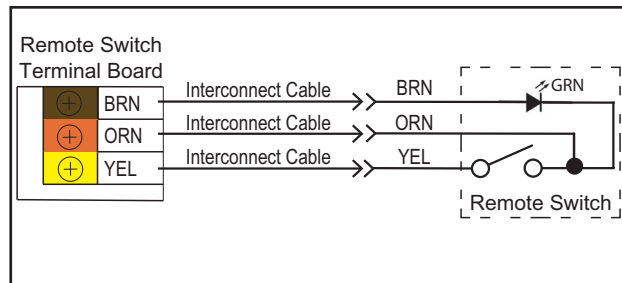 Remote Switch
Terminal Board
BRN Interconnect Cable BRN GRN
ORN Interconnect Cable ORN
YEL Interconnect Cable YEL
Remote Switch